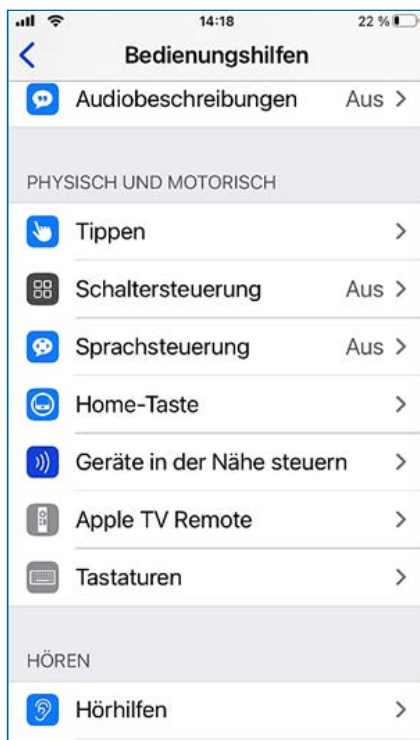 14:18 22 %
Bedienungshilfen
Audiobeschreibungen Aus
PHYSISCH UND MOTORISCH
Tippen
Schaltersteuerung Aus
Sprachsteuerung Aus
Home-Taste
Geräte in der Nähe steuern
Apple TV Remote
Tastaturen
HÖREN
Hörhilfen